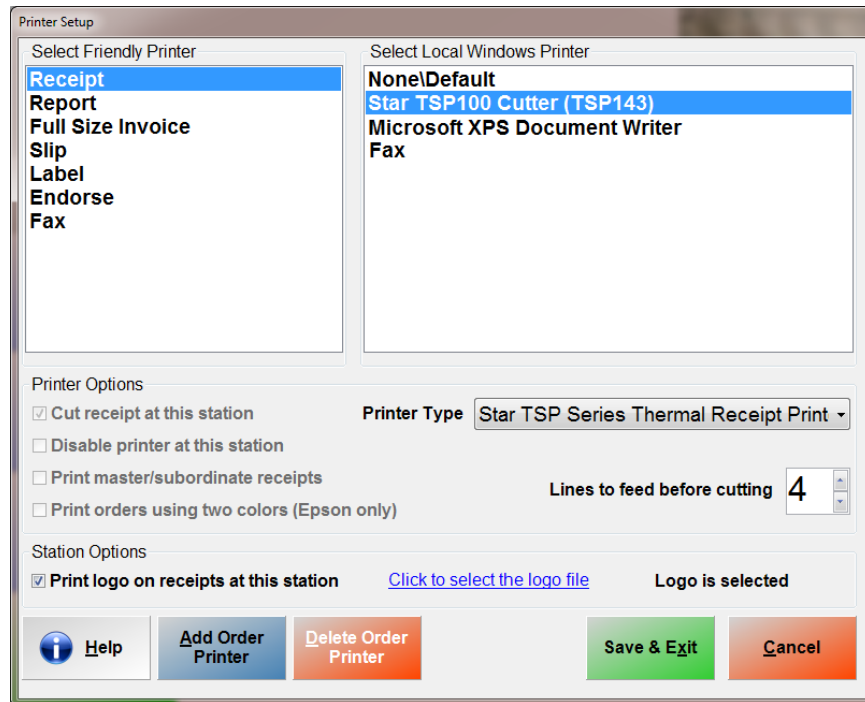 Printer Setup
Select Friendly Printer
Receipt
Report
Full Size Invoice
Slip
Label
Endorse
Fax
Select Local Windows Printer
None\Default
Star TSP100 Cutter (TSP143)
Microsoft XPS Document Writer
Fax
Printer Options
Cut receipt at this station
Disable printer at this station
Print master/subordinate receipts
Print orders using two colors (Epson only)
Printer Type Star TSP Series Thermal Receipt Print
Lines to feed before cutting 4
Station Options
Print logo on receipts at this station Click to select the logo file Logo is selected
Help
Add Order
Printer
Delete Order
Printer
Save & Exit
Cancel